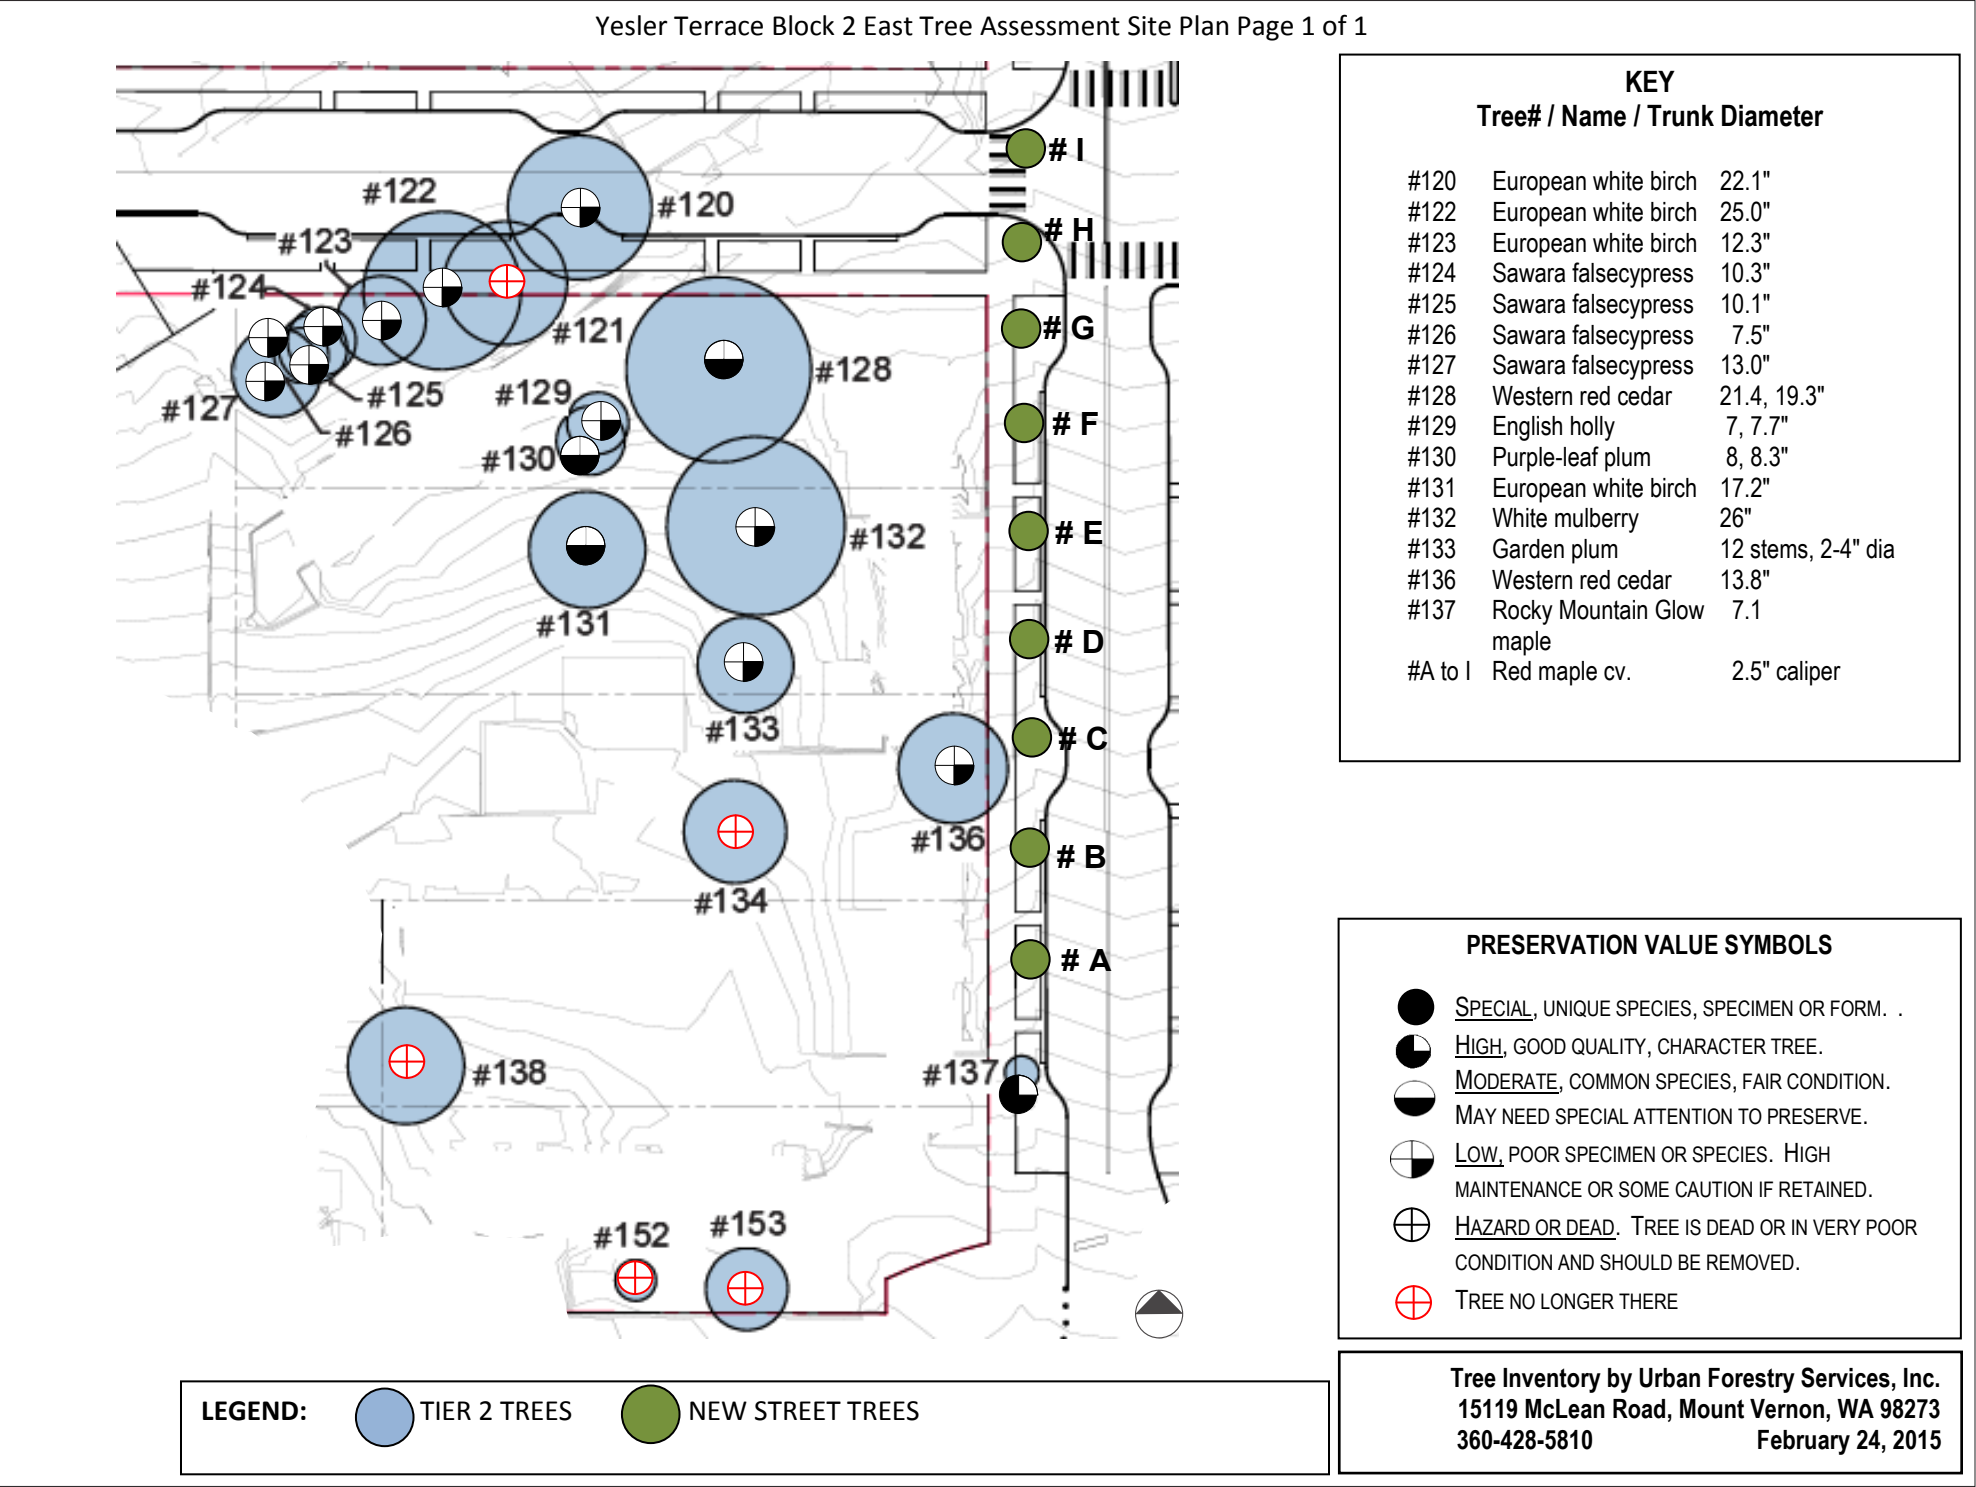 Yesler Terrace Block 2 East Tree Assessment Site Plan Page 1 of 1
#120
#122
#123
#124
#121
#125
#126
#127
#128
#129
#130
#131
#132
#133
#134
#136
#137
#138
#152
#153
# I
# H
# G
# F
# E
# D
# C
# B
# A
KEY
Tree# / Name / Trunk Diameter
#120 European white birch 22.1"
#122 European white birch 25.0"
#123 European white birch 12.3"
#124 Sawara falsecypress 10.3"
#125 Sawara falsecypress 10.1"
#126 Sawara falsecypress 7.5"
#127 Sawara falsecypress 13.0"
#128 Western red cedar 21.4, 19.3"
#129 English holly 7, 7.7"
#130 Purple-leaf plum 8, 8.3"
#131 European white birch 17.2"
#132 White mulberry 26"
#133 Garden plum 12 stems, 2-4" dia
#136 Western red cedar 13.8"
#137 Rocky Mountain Glow 7.1
maple
#A to I Red maple cv. 2.5" caliper
PRESERVATION VALUE SYMBOLS
SPECIAL, UNIQUE SPECIES, SPECIMEN OR FORM. .
HIGH, GOOD QUALITY, CHARACTER TREE.
MODERATE, COMMON SPECIES, FAIR CONDITION.
MAY NEED SPECIAL ATTENTION TO PRESERVE.
LOW, POOR SPECIMEN OR SPECIES. HIGH
MAINTENANCE OR SOME CAUTION IF RETAINED.
HAZARD OR DEAD. TREE IS DEAD OR IN VERY POOR
CONDITION AND SHOULD BE REMOVED.
TREE NO LONGER THERE
Tree Inventory by Urban Forestry Services, Inc.
15119 McLean Road, Mount Vernon, WA 98273
360-428-5810 February 24, 2015
LEGEND: TIER 2 TREES NEW STREET TREES